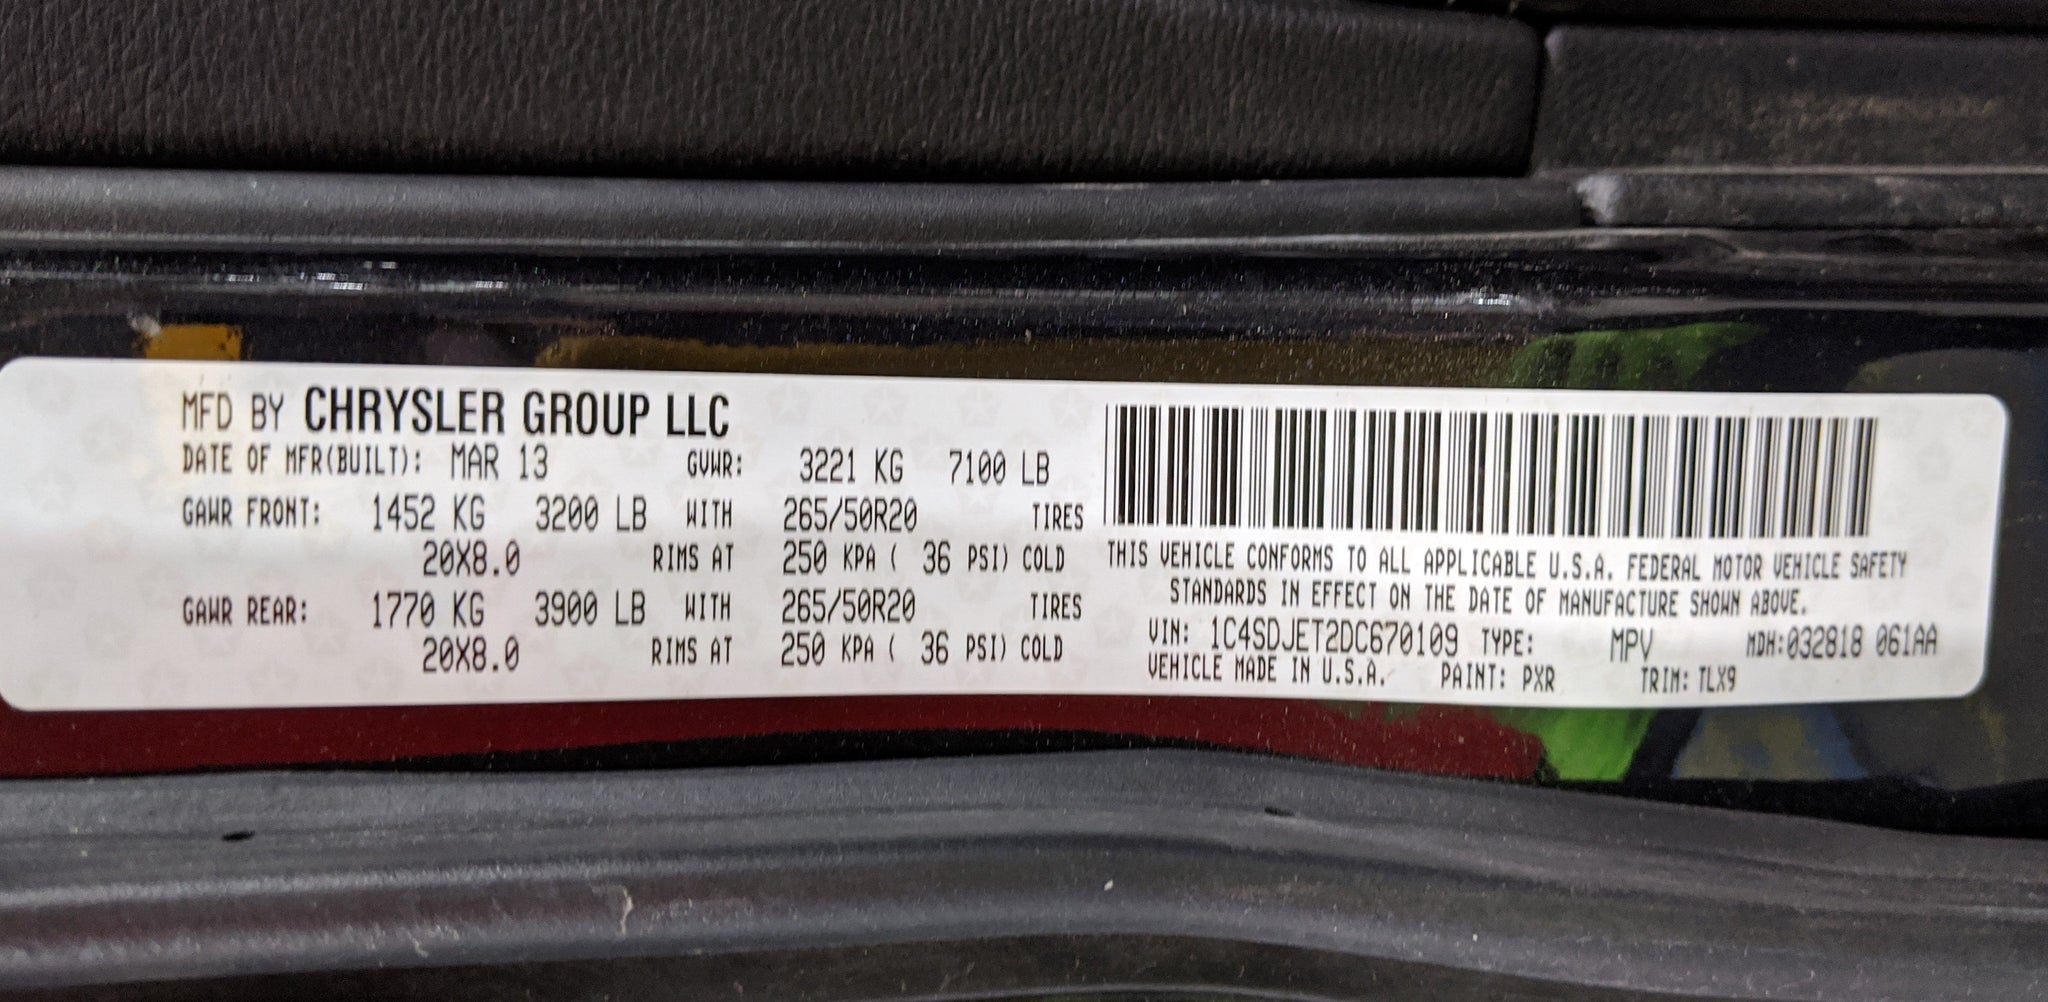 MFD BY CHRYSLER GROUP LLC
DATE OF MFR(BUILT): MAR 13 GVWR: 3221 KG 7100 LB
GAWR FRONT: 1452 KG 3200 LB WITH 265/50R20 TIRES
20X8.0 RIMS AT 250 KPA ( 36 PSI) COLD
GAWR REAR: 1770 KG 3900 LB WITH 265/50R20 TIRES
20X8.0 RIMS AT 250 KPA ( 36 PSI) COLD
THIS VEHICLE CONFORMS TO ALL APPLICABLE U.S.A. FEDERAL MOTOR VEHICLE SAFETY
STANDARDS IN EFFECT ON THE DATE OF MANUFACTURE SHOWN ABOVE.
VIN: 1C4SDJET2DC670109 TYPE: MPV MDH:032818 061AA
VEHICLE MADE IN U.S.A. PAINT: PXR TRIM: TLX9